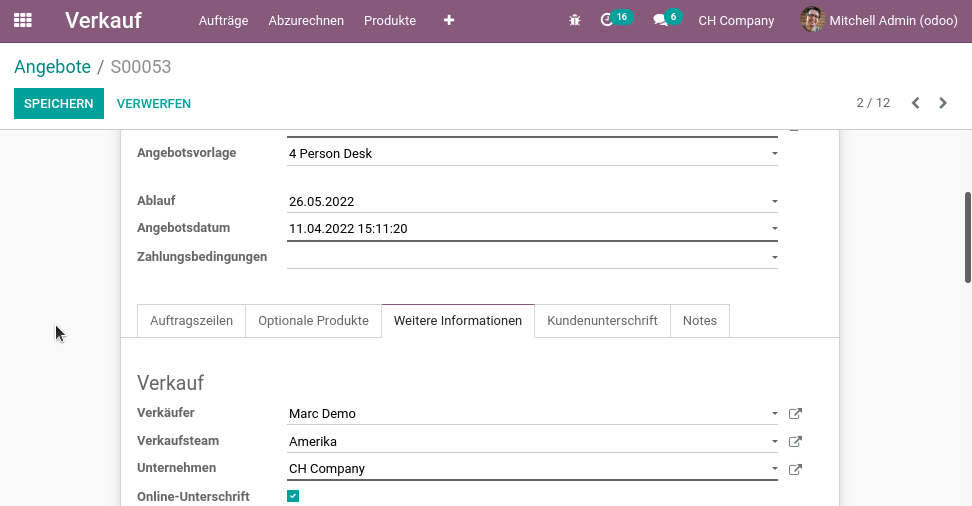 Verkauf Aufträge Abzurechnen Produkte 16 6 CH Company Mitchell Admin (odoo)
Angebote / S00053
SPEICHERN VERWERFEN 2 / 12
Angebotsvorlage 4 Person Desk
Ablauf 26.05.2022
Angebotsdatum 11.04.2022 15:11:20
Zahlungsbedingungen
Auftragszeilen Optionale Produkte Weitere Informationen Kundenunterschrift Notes
Verkauf
Verkäufer Marc Demo
Verkaufsteam Amerika
Unternehmen CH Company
Online-Unterschrift